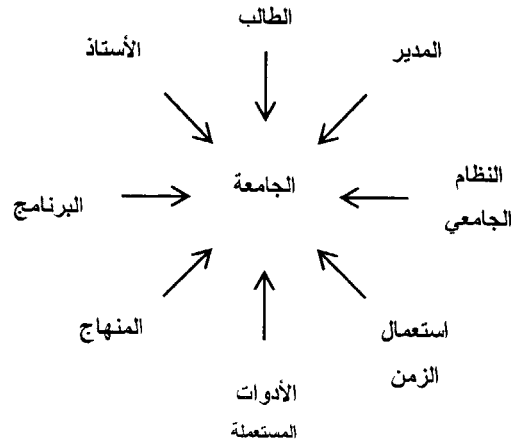 الطالب
المدير
الأستاذ
النظام
الجامعي
الجامعة
البرنامج
استعمال
الزمن
المنهاج
الأدوات
المستعملة